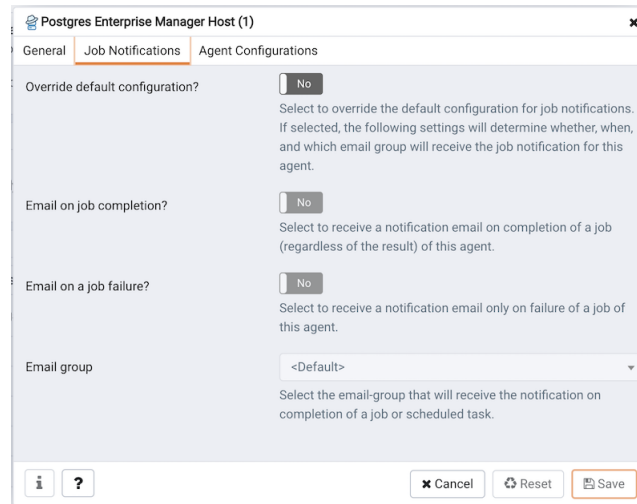 Postgres Enterprise Manager Host (1)
General Job Notifications Agent Configurations
Override default configuration? No
Select to override the default configuration for job notifications.
If selected, the following settings will determine whether, when,
and which email group will receive the job notification for this
agent.
Email on job completion? No
Select to receive a notification email on completion of a job
(regardless of the result) of this agent.
Email on a job failure? No
Select to receive a notification email only on failure of a job of
this agent.
Email group <Default>
Select the email-group that will receive the notification on
completion of a job or scheduled task.
i ? Cancel Reset Save